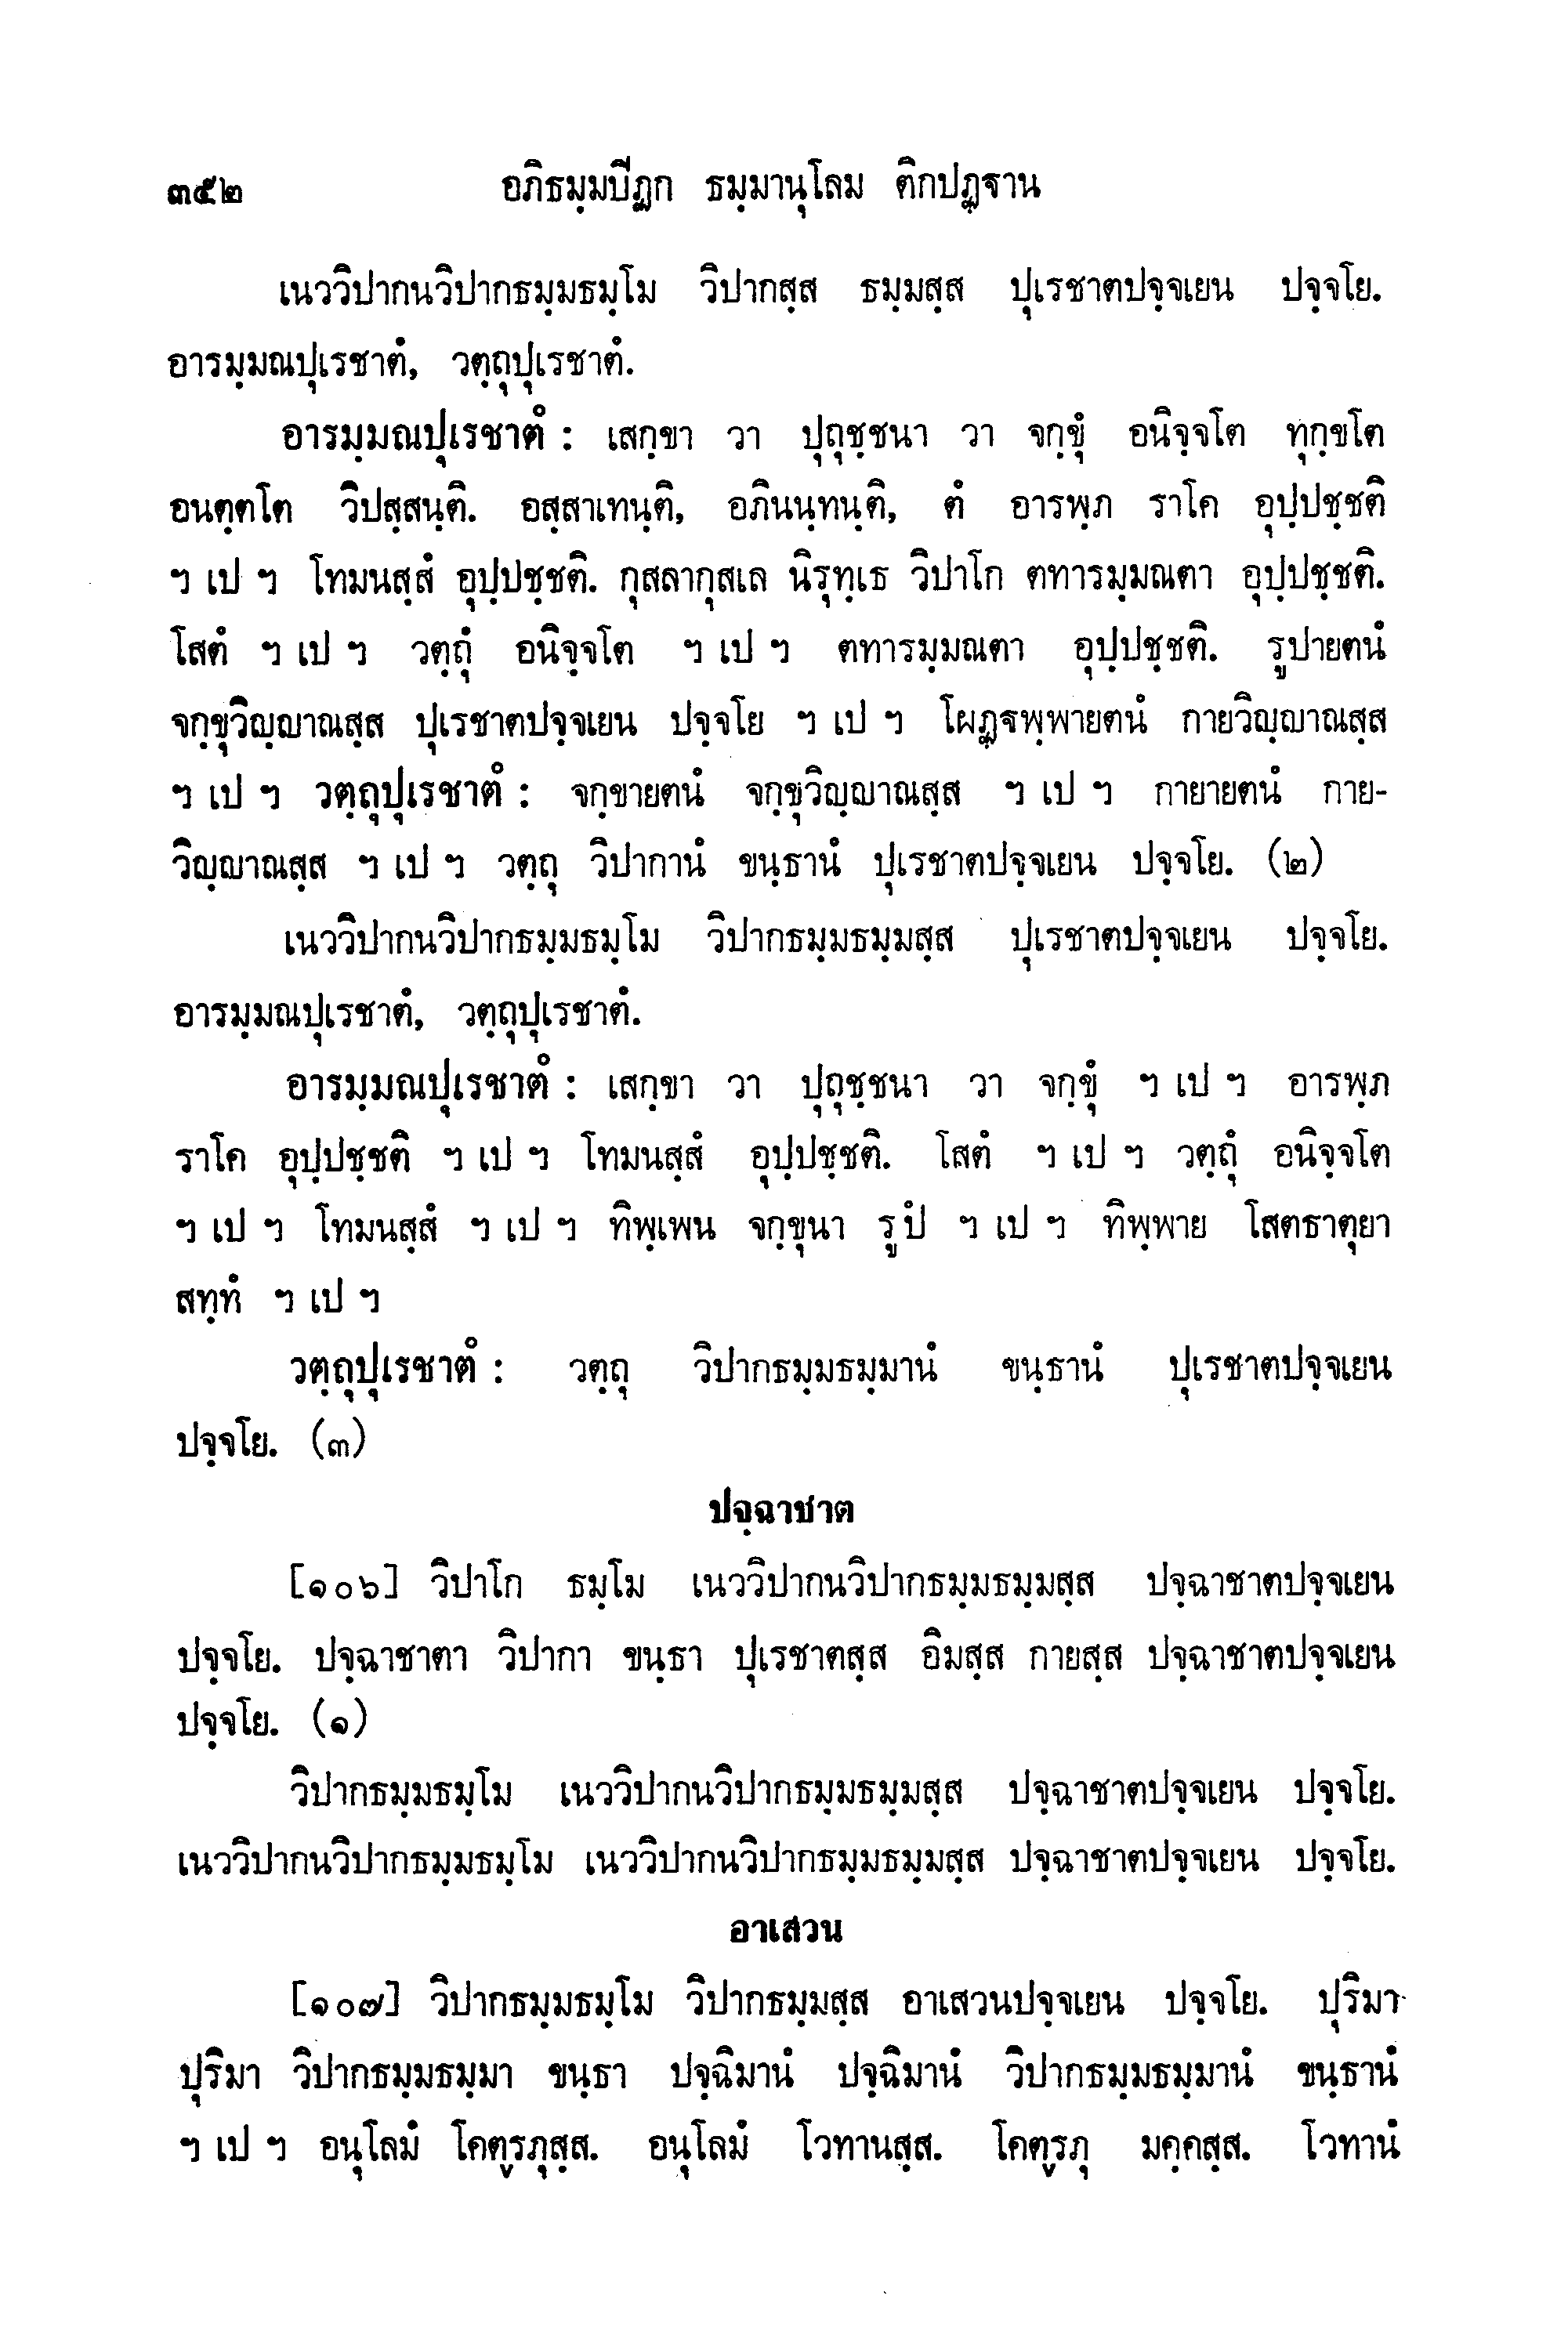 ๓๕๒ อภิธมฺมปีฏก ธมฺมานุโลม ติกปฏฺฐาน
เนววิปากนวิปากธมฺมธมฺโม วิปากสฺส ธมฺมสฺส ปุเรชาตปจฺจเยน ปจฺจโย.
อารมฺมณปุเรชาตํ, วตฺถุปุเรชาตํ.
อารมฺมณปุเรชาตํ : เสกฺขา วา ปุถุชฺชนา วา จกฺขุํ อนิจฺจโต ทุกฺขโต
อนตฺตโต วิปสฺสนฺติ. อสฺสาเทนฺติ, อภินนฺทนฺติ, ตํ อารพฺภ ราโค อุปฺปชฺชติ
ฯ เป ฯ โทมนสฺสํ อุปฺปชฺชติ. กุสลากุสเล นิรุทฺเธ วิปาโก ตทารมฺมณตา อุปฺปชฺชติ.
โสตํ ฯ เป ฯ วตฺถุํ อนิจฺจโต ฯ เป ฯ ตทารมฺมณตา อุปฺปชฺชติ. รูปายตนํ
จกฺขุวิญฺญาณสฺส ปุเรชาตปจฺจเยน ปจฺจโย ฯ เป ฯ โผฏฺฐพฺพายตนํ กายวิญฺญาณสฺส
ฯ เป ฯ วตฺถุปุเรชาตํ : จกฺขายตนํ จกฺขุวิญฺญาณสฺส ฯ เป ฯ กายายตนํ กาย-
วิญฺญาณสฺส ฯ เป ฯ วตฺถุ วิปากานํ ขนฺธานํ ปุเรชาตปจฺจเยน ปจฺจโย. (๒)
เนววิปากนวิปากธมฺมธมฺโม วิปากธมฺมธมฺมสฺส ปุเรชาตปจฺจเยน ปจฺจโย.
อารมฺมณปุเรชาตํ, วตฺถุปุเรชาตํ.
อารมฺมณปุเรชาตํ : เสกฺขา วา ปุถุชฺชนา วา จกฺขุํ ฯ เป ฯ อารพฺภ
ราโค อุปฺปชฺชติ ฯ เป ฯ โทมนสฺสํ อุปฺปชฺชติ. โสตํ ฯ เป ฯ วตฺถุํ อนิจฺจโต
ฯ เป ฯ โทมนสฺสํ ฯ เป ฯ ทิพฺเพน จกฺขุนา รูปํ ฯ เป ฯ ทิพฺพาย โสตธาตุยา
สทฺทํ ฯ เป ฯ
วตฺถุปุเรชาตํ : วตฺถุ วิปากธมฺมธมฺมานํ ขนฺธานํ ปุเรชาตปจฺจเยน
ปจฺจโย. (๓)
ปจฺฉาชาต
[๑๐๖] วิปาโก ธมฺโม เนววิปากนวิปากธมฺมธมฺมสฺส ปจฺฉาชาตปจฺจเยน
ปจฺจโย. ปจฺฉาชาตา วิปากา ขนฺธา ปุเรชาตสฺส อิมสฺส กายสฺส ปจฺฉาชาตปจฺจเยน
ปจฺจโย. (๑)
วิปากธมฺมธมฺโม เนววิปากนวิปากธมฺมธมฺมสฺส ปจฺฉาชาตปจฺจเยน ปจฺจโย.
เนววิปากนวิปากธมฺมธมฺโม เนววิปากนวิปากธมฺมธมฺมสฺส ปจฺฉาชาตปจฺจเยน ปจฺจโย.
อาเสวน
[๑๐๗] วิปากธมฺมธมฺโม วิปากธมฺมสฺส อาเสวนปจฺจเยน ปจฺจโย. ปุริมา
ปุริมา วิปากธมฺมธมฺมา ขนฺธา ปจฺฉิมานํ ปจฺฉิมานํ วิปากธมฺมธมฺมานํ ขนฺธานํ
ฯ เป ฯ อนุโลมํ โคตฺรภุสฺส. อนุโลมํ โวทานสฺส. โคตฺรภุ มคฺคสฺส. โวทานํ